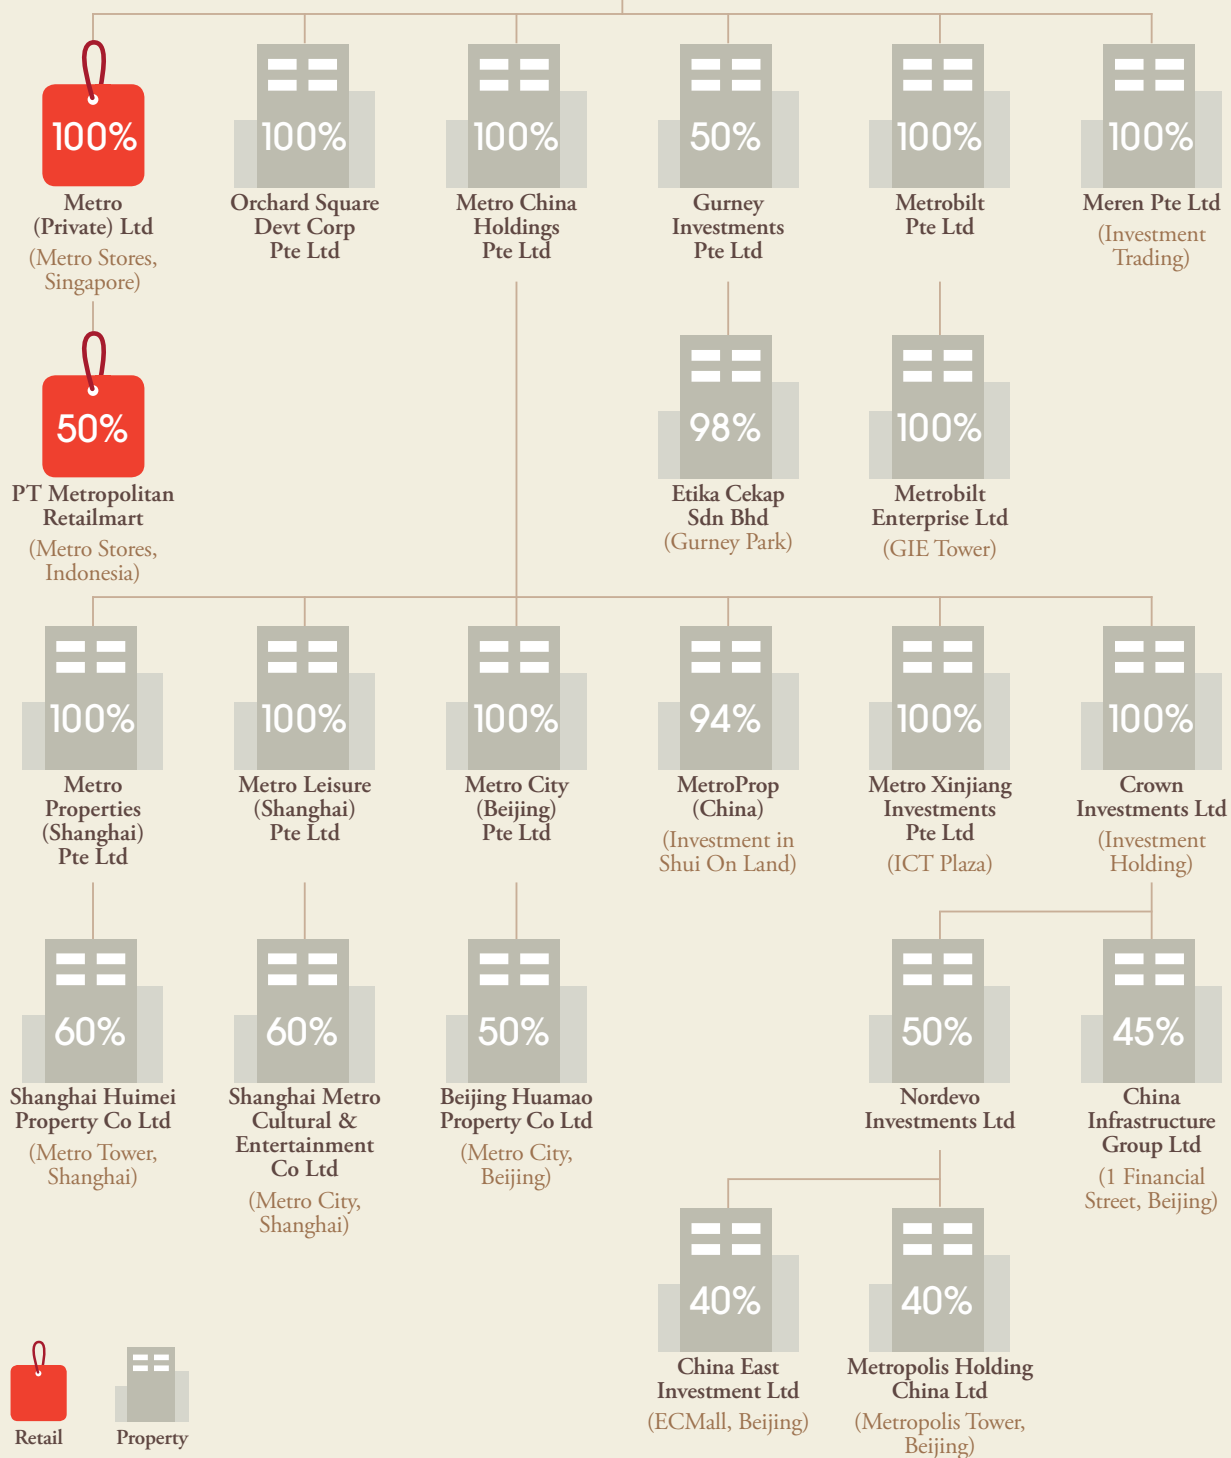 100%
Metro
(Private) Ltd
(Metro Stores,
Singapore)
100%
Orchard Square
Devt Corp
Pte Ltd
100%
Metro China
Holdings
Pte Ltd
50%
Gurney
Investments
Pte Ltd
100%
Metrobilt
Pte Ltd
100%
Meren Pte Ltd
(Investment
Trading)
50%
PT Metropolitan
Retailmart
(Metro Stores,
Indonesia)
98%
Etika Cekap
Sdn Bhd
(Gurney Park)
100%
Metrobilt
Enterprise Ltd
(GIE Tower)
100%
Metro
Properties
(Shanghai)
Pte Ltd
100%
Metro Leisure
(Shanghai)
Pte Ltd
100%
Metro City
(Beijing)
Pte Ltd
94%
MetroProp
(China)
(Investment in
Shui On Land)
100%
Metro Xinjiang
Investments
Pte Ltd
(ICT Plaza)
100%
Crown
Investments Ltd
(Investment
Holding)
60%
Shanghai Huimei
Property Co Ltd
(Metro Tower,
Shanghai)
60%
Shanghai Metro
Cultural &
Entertainment
Co Ltd
(Metro City,
Shanghai)
50%
Beijing Huamao
Property Co Ltd
(Metro City,
Beijing)
50%
Nordevo
Investments Ltd
45%
China
Infrastructure
Group Ltd
(1 Financial
Street, Beijing)
40%
China East
Investment Ltd
(ECMall, Beijing)
40%
Metropolis Holding
China Ltd
(Metropolis Tower,
Beijing)
Retail
Property